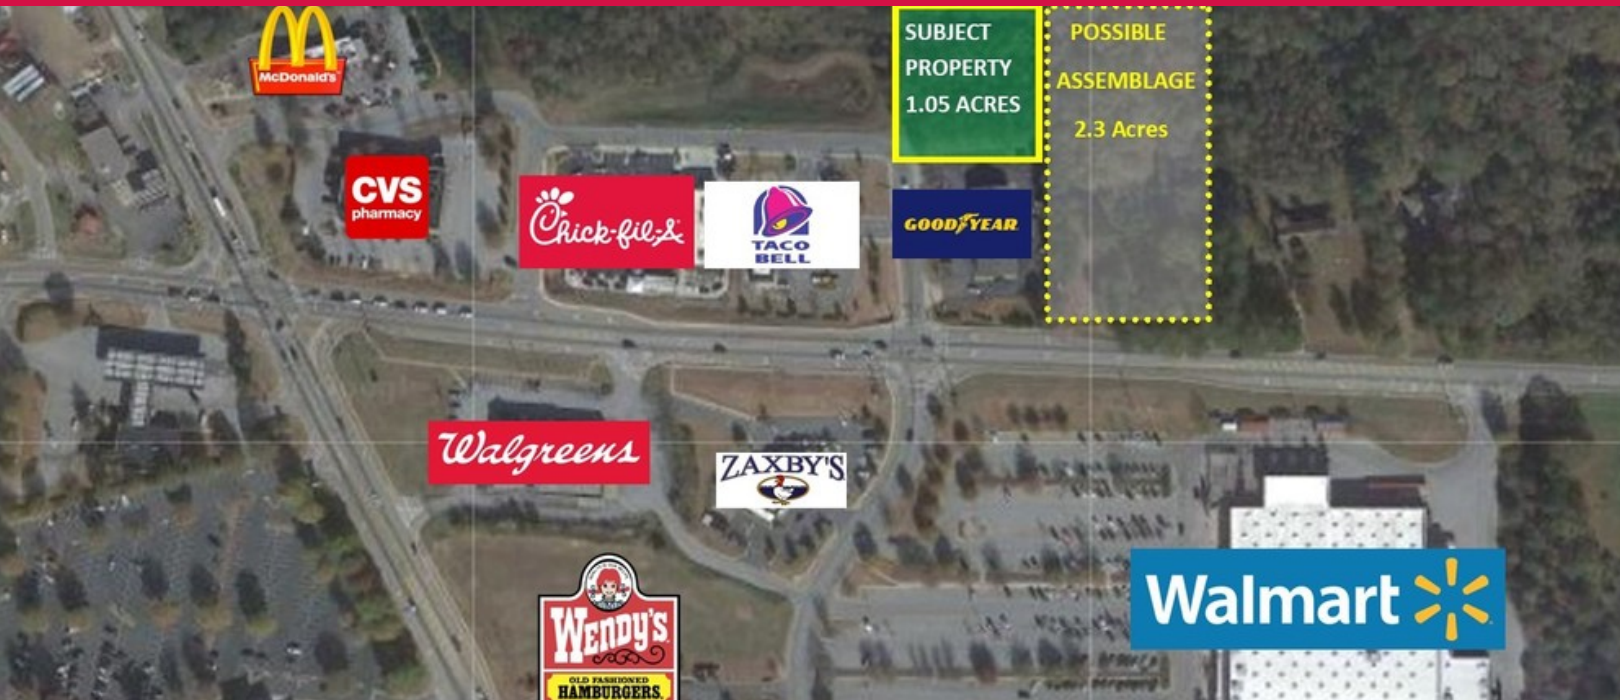 McDonald's
SUBJECT
PROPERTY
1.05 ACRES
POSSIBLE
ASSEMBLAGE
2.3 Acres
CVS
pharmacy
Chick-fil-A
TACO
BELL
GOODYEAR
Walgreens
ZAXBY'S
Walmart
WENDY'S
OLD FASHIONED
HAMBURGERS